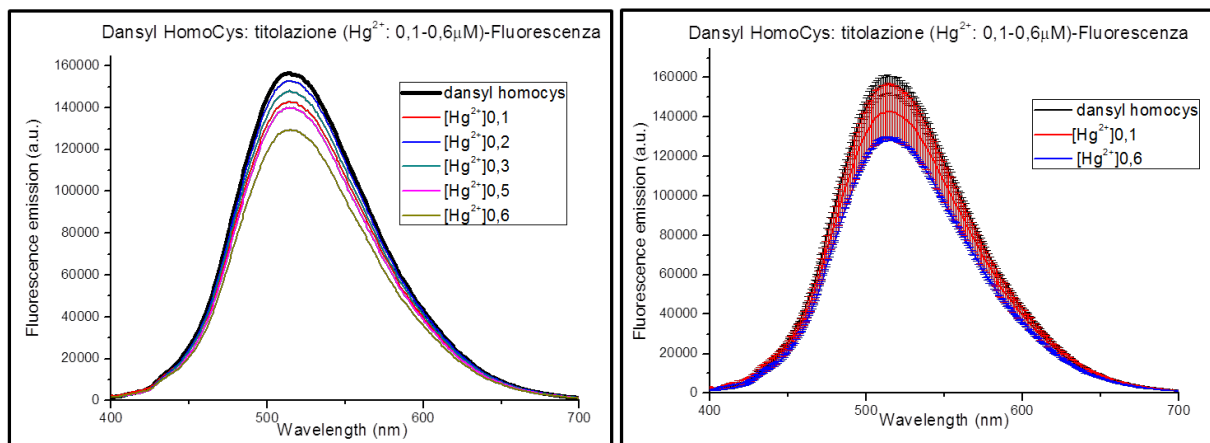 Dansyl HomoCys: titolazione (Hg²⁺: 0,1-0,6µM)-Fluorescenza
160000
140000
120000
100000
80000
60000
40000
20000
0
Fluorescence emission (a.u.)
dansyl homocys
[Hg²⁺]0,1
[Hg²⁺]0,2
[Hg²⁺]0,3
[Hg²⁺]0,5
[Hg²⁺]0,6
400 500 600 700
Wavelength (nm)
Dansyl HomoCys: titolazione (Hg²⁺: 0,1-0,6µM)-Fluorescenza
160000
140000
120000
100000
80000
60000
40000
20000
0
Fluorescence emission (a.u.)
dansyl homocys
[Hg²⁺]0,1
[Hg²⁺]0,6
400 500 600 700
Wavelength (nm)